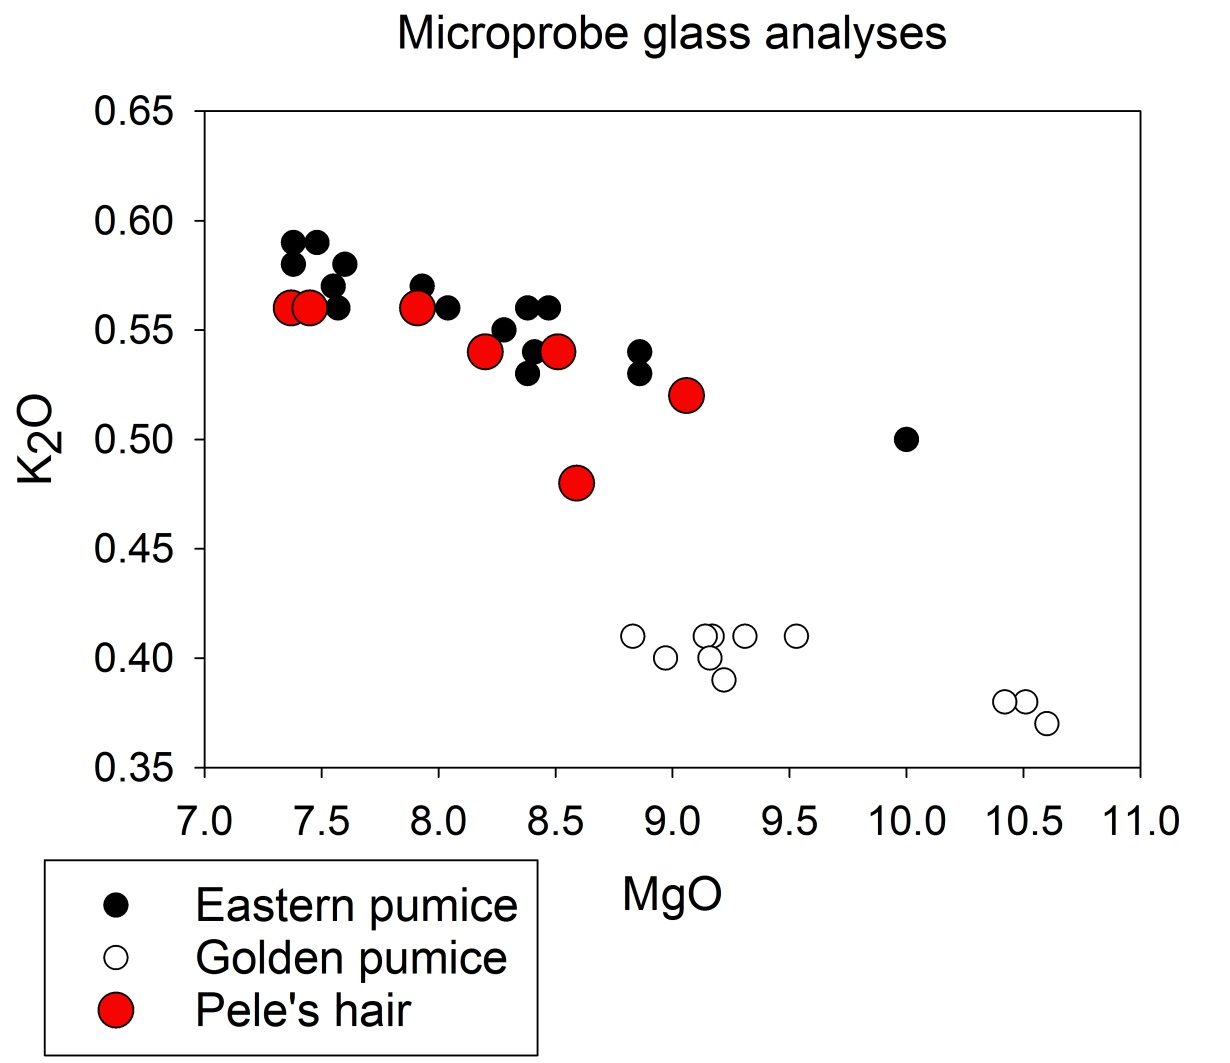 Microprobe glass analyses
0.65
0.60
0.55
0.50
0.45
0.40
0.35
K2O
7.0 7.5 8.0 8.5 9.0 9.5 10.0 10.5 11.0
MgO
Eastern pumice
Golden pumice
Pele's hair